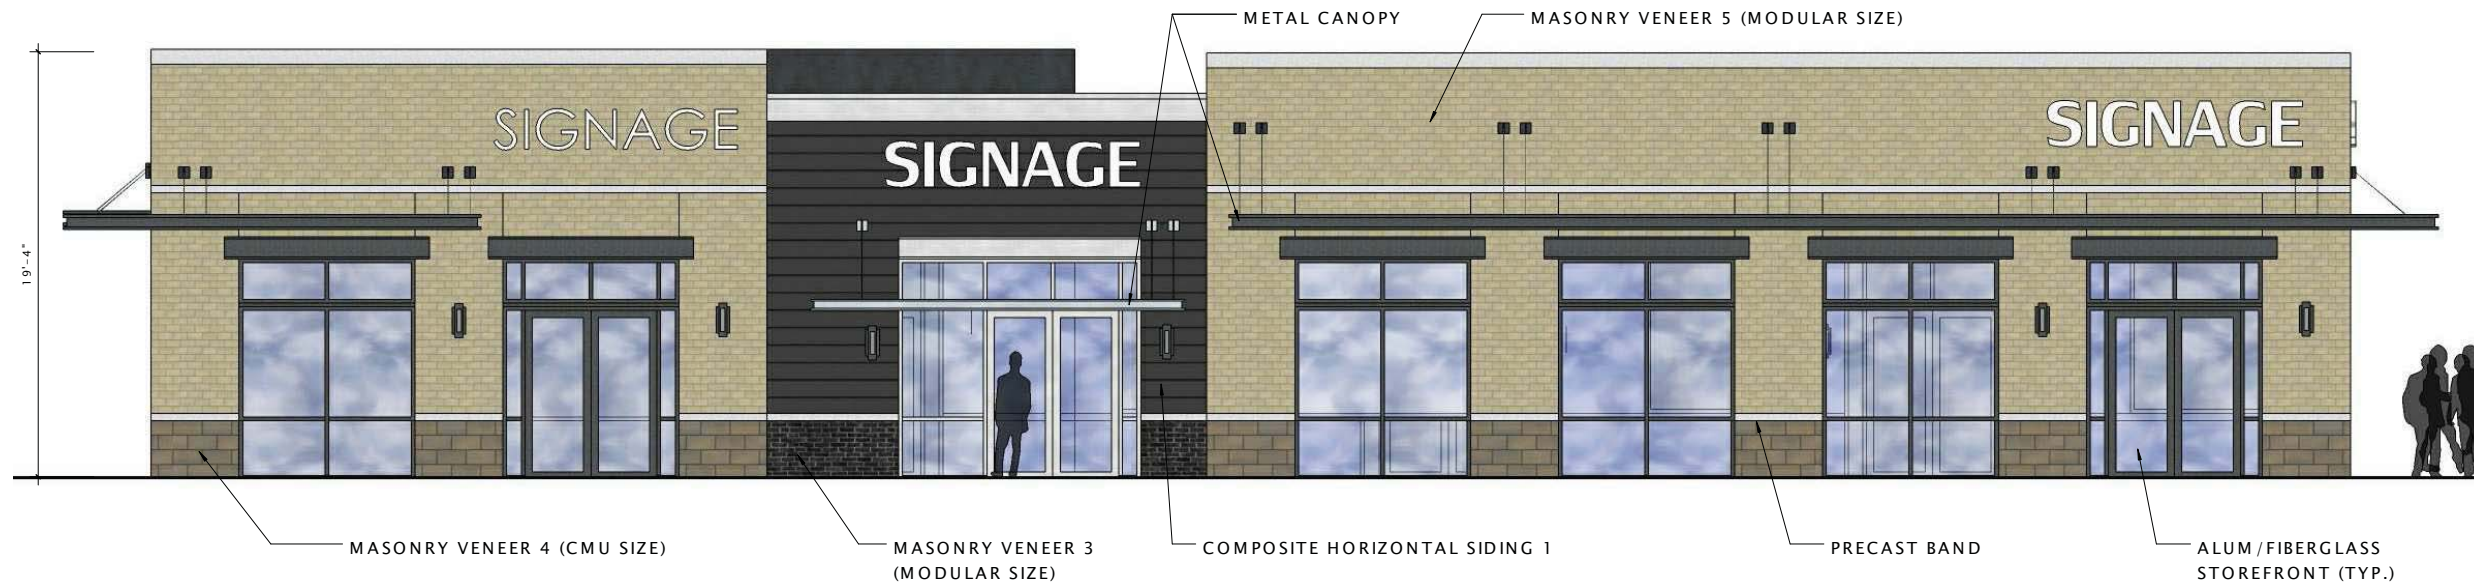 METAL CANOPY
MASONRY VENEER 5 (MODULAR SIZE)
SIGNAGE
SIGNAGE
SIGNAGE
19'-4"
MASONRY VENEER 4 (CMU SIZE)
MASONRY VENEER 3
(MODULAR SIZE)
COMPOSITE HORIZONTAL SIDING 1
PRECAST BAND
ALUM/FIBERGLASS
STOREFRONT (TYP.)